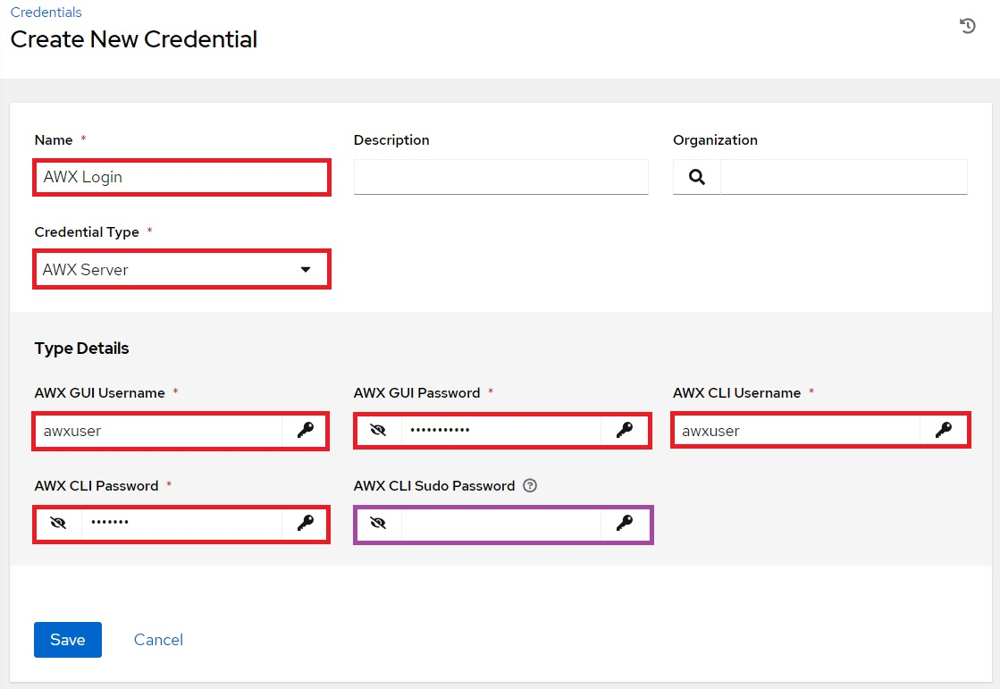 Credentials
Create New Credential
Name *
Description
Organization
AWX Login
Credential Type *
AWX Server
Type Details
AWX GUI Username *
AWX GUI Password *
AWX CLI Username *
awxuser
•••••••••••
awxuser
AWX CLI Password *
AWX CLI Sudo Password ?
•••••••
Save
Cancel